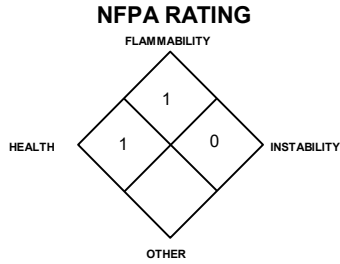 NFPA RATING
FLAMMABILITY
1
HEALTH
1
0
INSTABILITY
OTHER